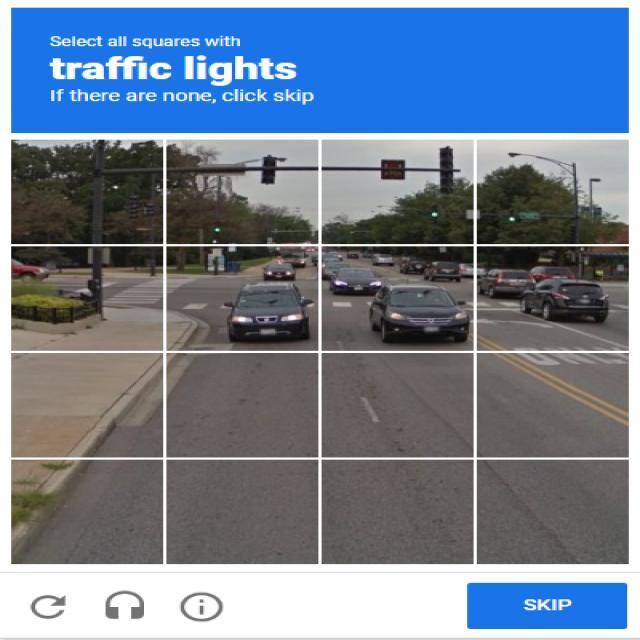 Select all squares with
traffic lights
If there are none, click skip
SKIP